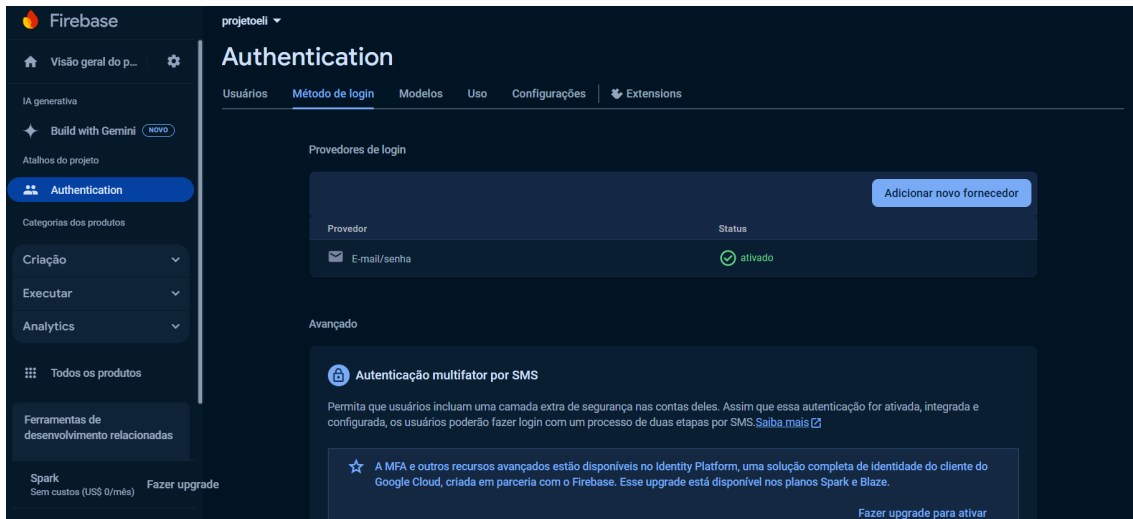 Firebase
Visão geral do p...
IA generativa
Build with Gemini NOVO
Atalhos do projeto
Authentication
Categorias dos produtos
Criação
Executar
Analytics
Todos os produtos
Ferramentas de
desenvolvimento relacionadas
Spark
Sem custos (US$ 0/mês)
Fazer upgrade
projetoeli
Authentication
Usuários Método de login Modelos Uso Configurações Extensions
Provedores de login
Adicionar novo fornecedor
Provedor Status
E-mail/senha ativado
Avançado
Autenticação multifator por SMS
Permita que usuários incluam uma camada extra de segurança nas contas deles. Assim que essa autenticação for ativada, integrada e
configurada, os usuários poderão fazer login com um processo de duas etapas por SMS.Saiba mais
A MFA e outros recursos avançados estão disponíveis no Identity Platform, uma solução completa de identidade do cliente do
Google Cloud, criada em parceria com o Firebase. Esse upgrade está disponível nos planos Spark e Blaze.
Fazer upgrade para ativar